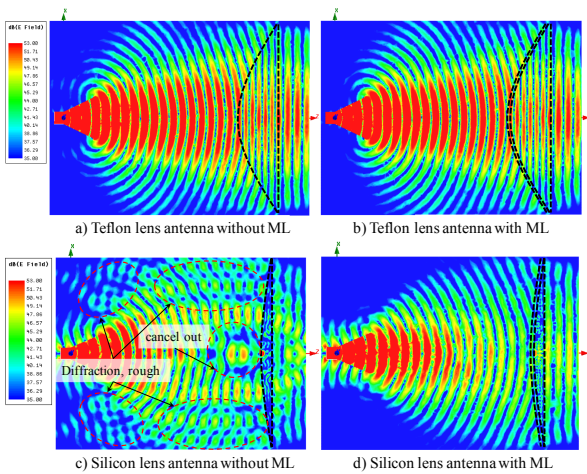 X
X
dB(E Field)
53.00
51.71
50.43
49.14
47.86
46.57
45.29
44.00
42.71
41.43
40.14
38.86
37.57
36.29
35.00
Z
a) Teflon lens antenna without ML
b) Teflon lens antenna with ML
X
X
dB(E Field)
53.00
51.71
50.43
49.14
47.86
46.57
45.29
44.00
42.71
41.43
40.14
38.86
37.57
36.29
35.00
cancel out
Z
Diffraction, rough
c) Silicon lens antenna without ML
d) Silicon lens antenna with ML